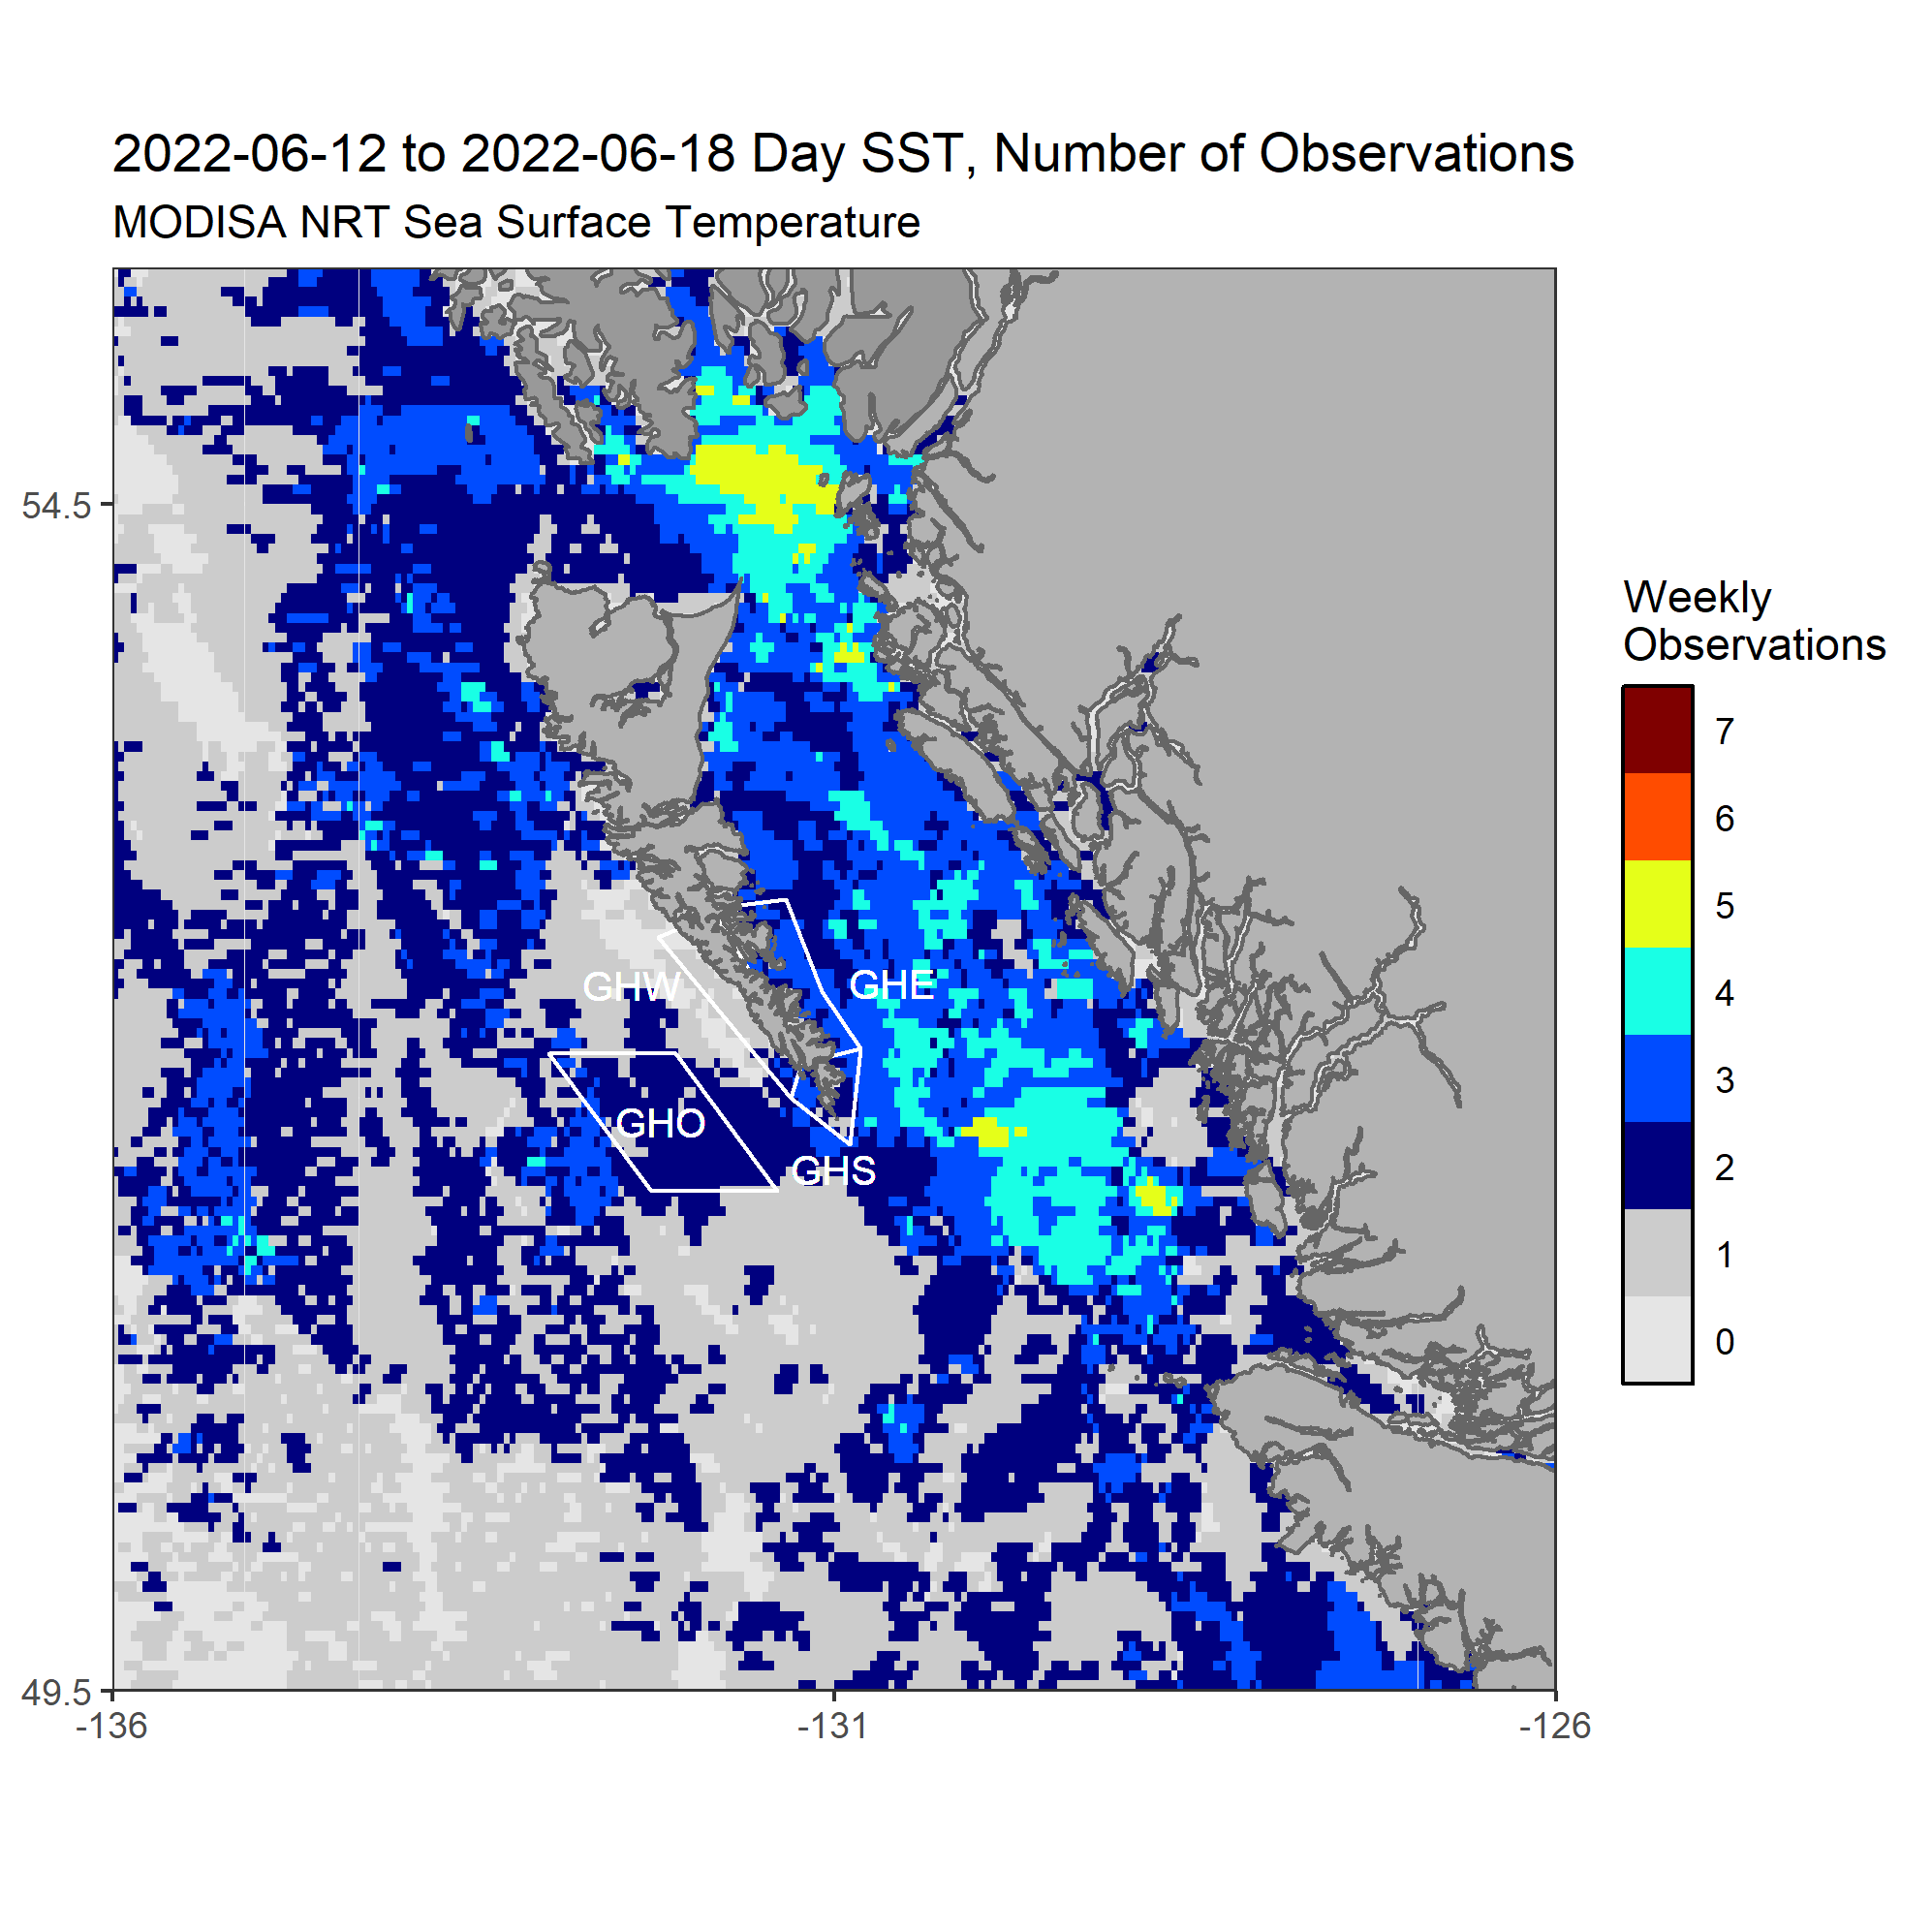 2022-06-12 to 2022-06-18 Day SST, Number of Observations
MODISA NRT Sea Surface Temperature
54.5
49.5
-136
-131
-126
GHW
GHE
GHO
GHS
Weekly
Observations
7
6
5
4
3
2
1
0